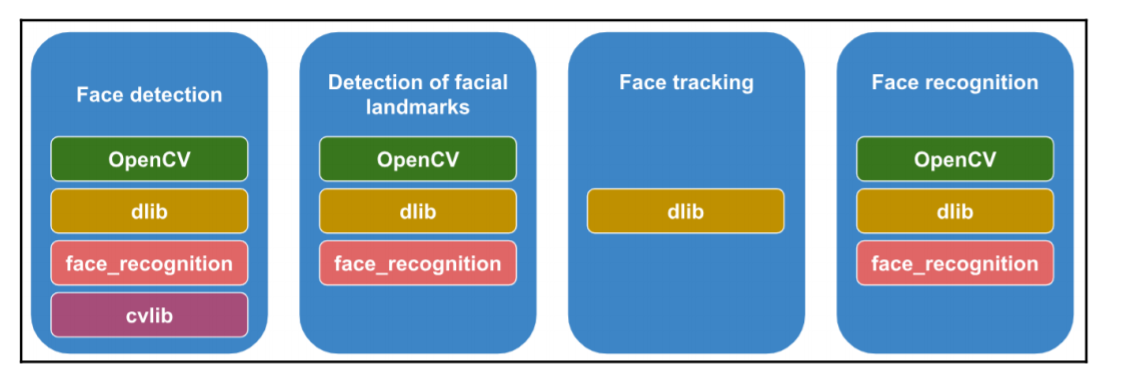 Face detection
OpenCV
dlib
face_recognition
cvlib
Detection of facial
landmarks
OpenCV
dlib
face_recognition
Face tracking
dlib
Face recognition
OpenCV
dlib
face_recognition